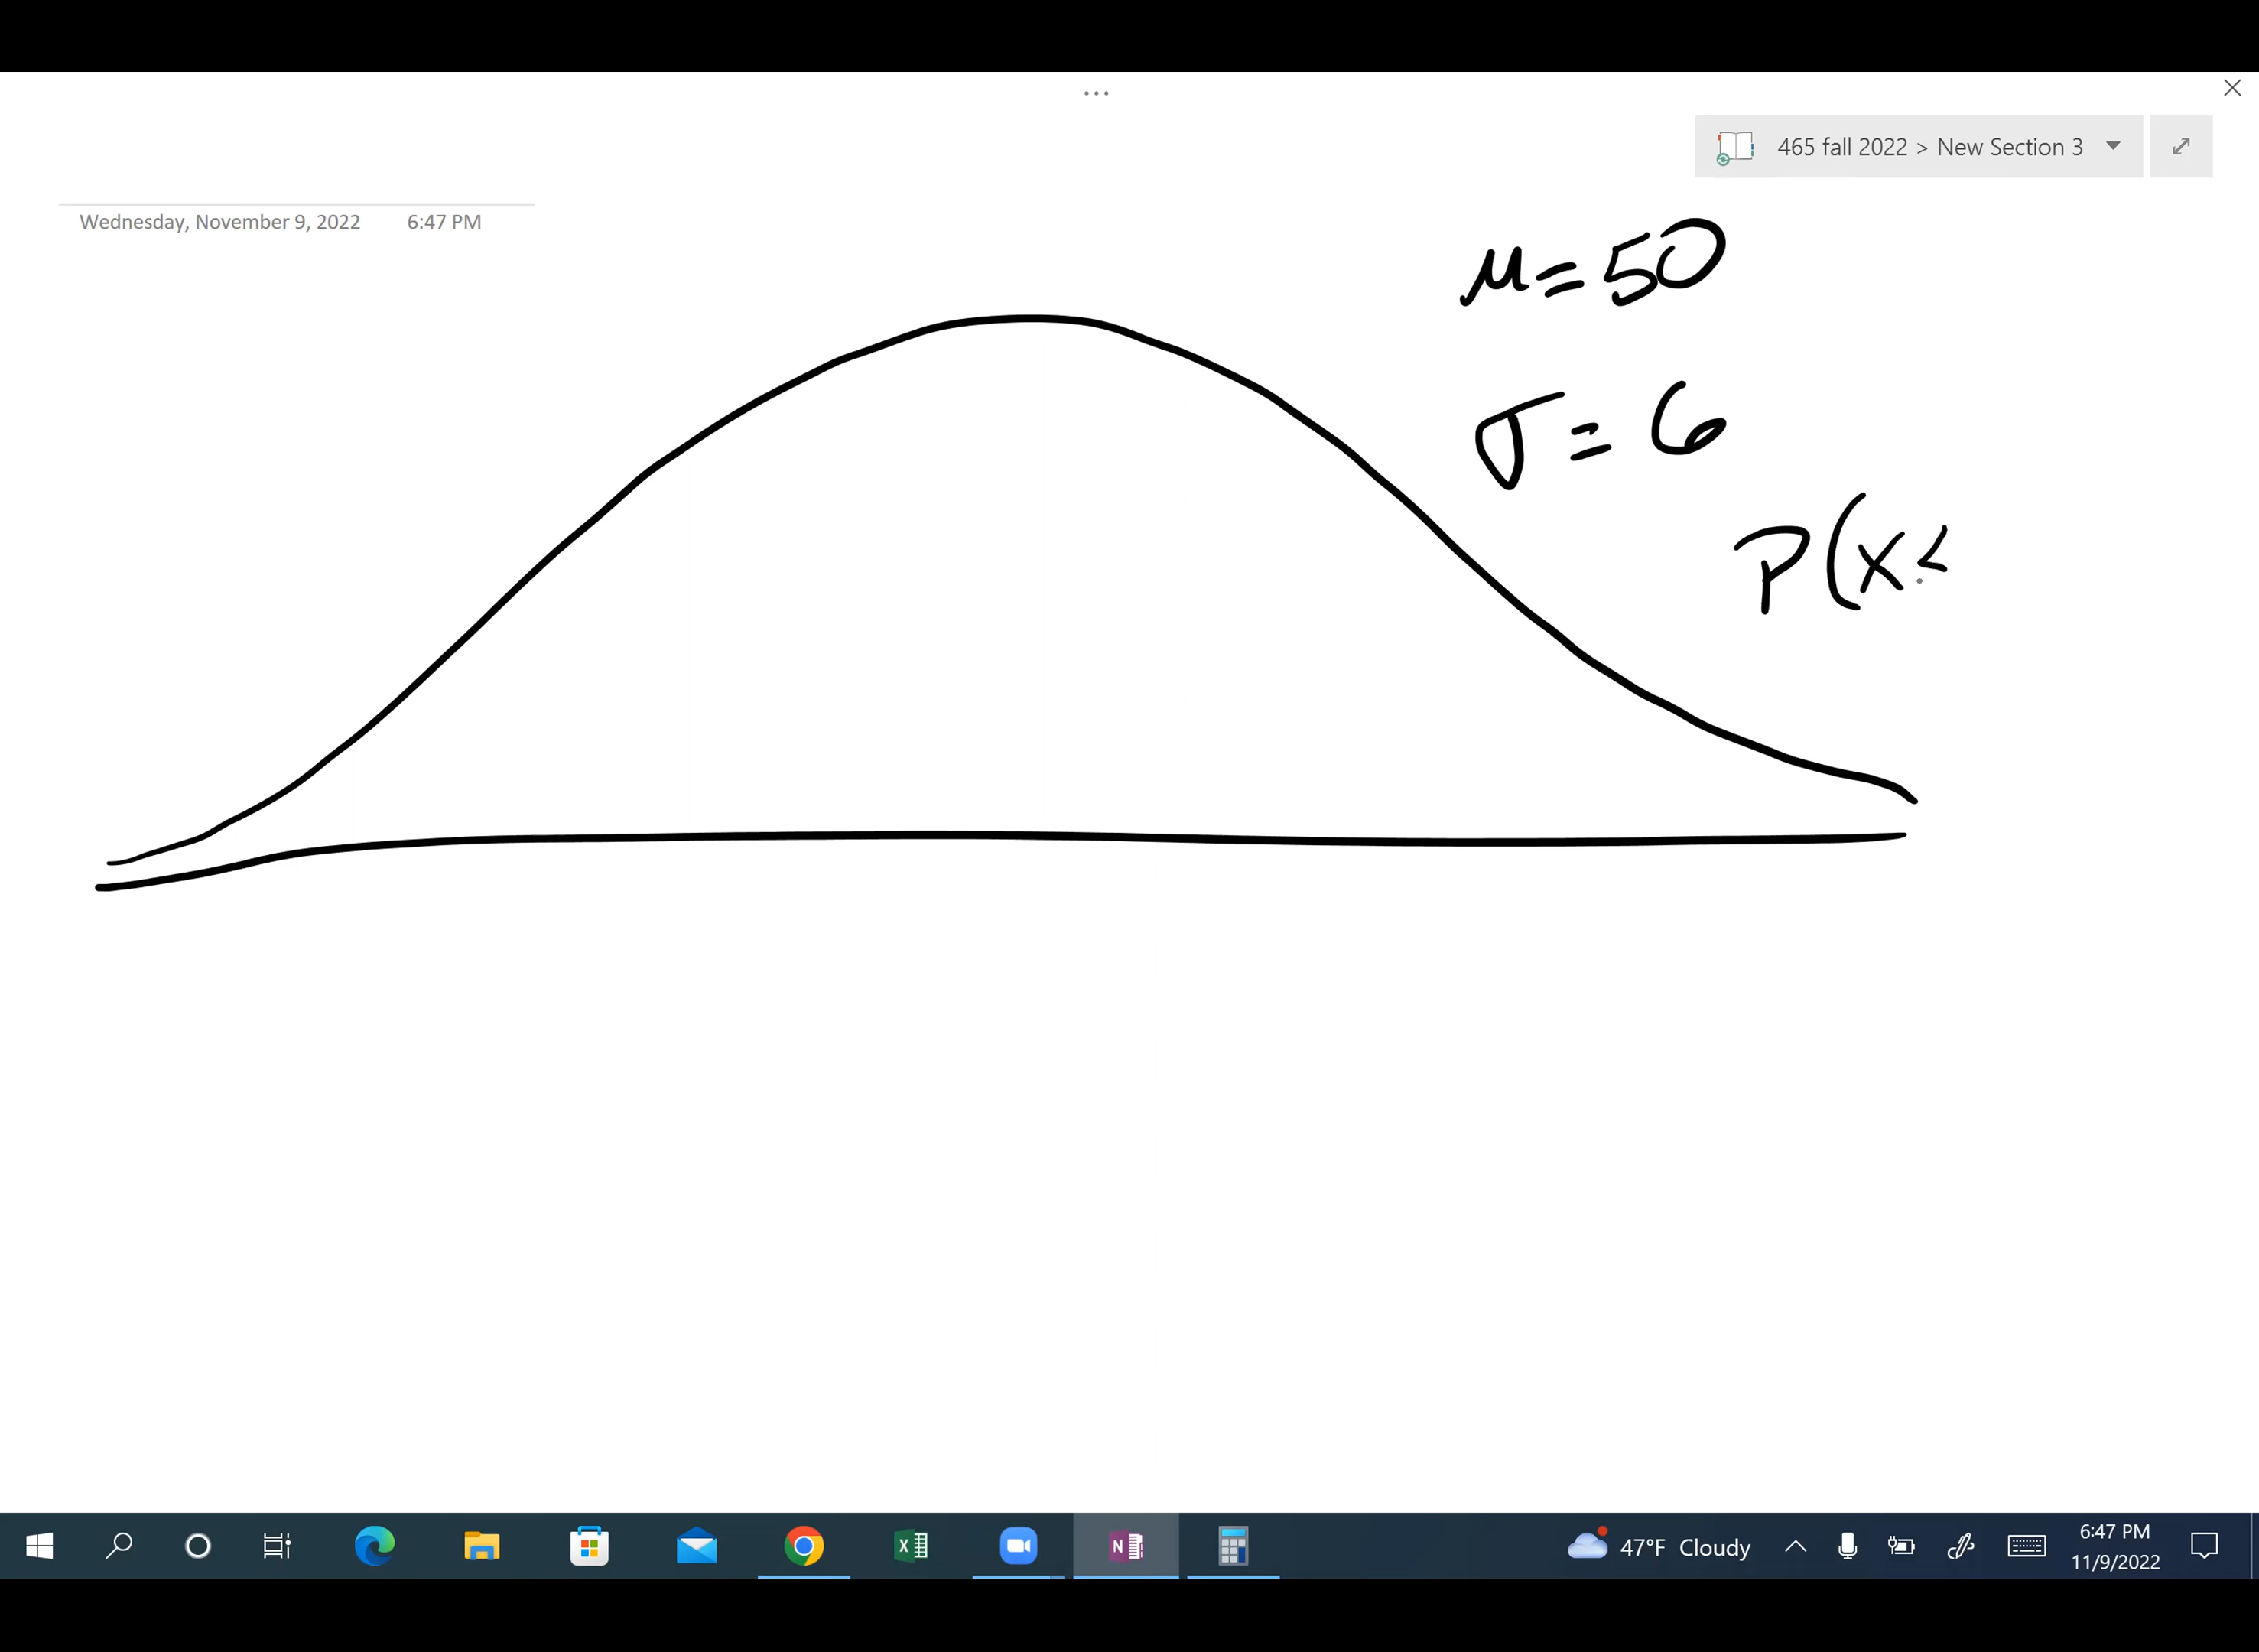 465 fall 2022 > New Section 3
Wednesday, November 9, 2022 6:47 PM
μ=50
σ=6
P(x<
47°F Cloudy
6:47 PM
11/9/2022